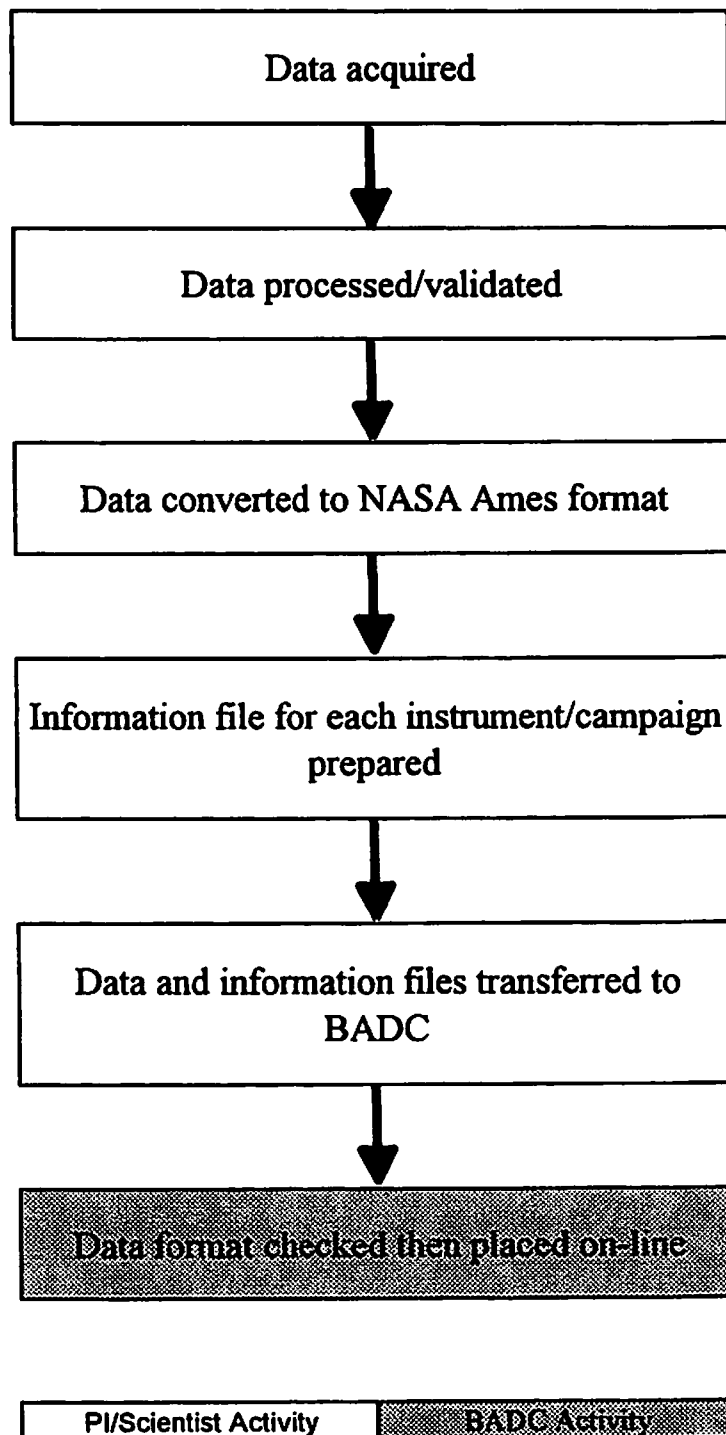 Data acquired
Data processed/validated
Data converted to NASA Ames format
Information file for each instrument/campaign
prepared
Data and information files transferred to
BADC
Data format checked then placed on-line
PI/Scientist Activity
BADC Activity